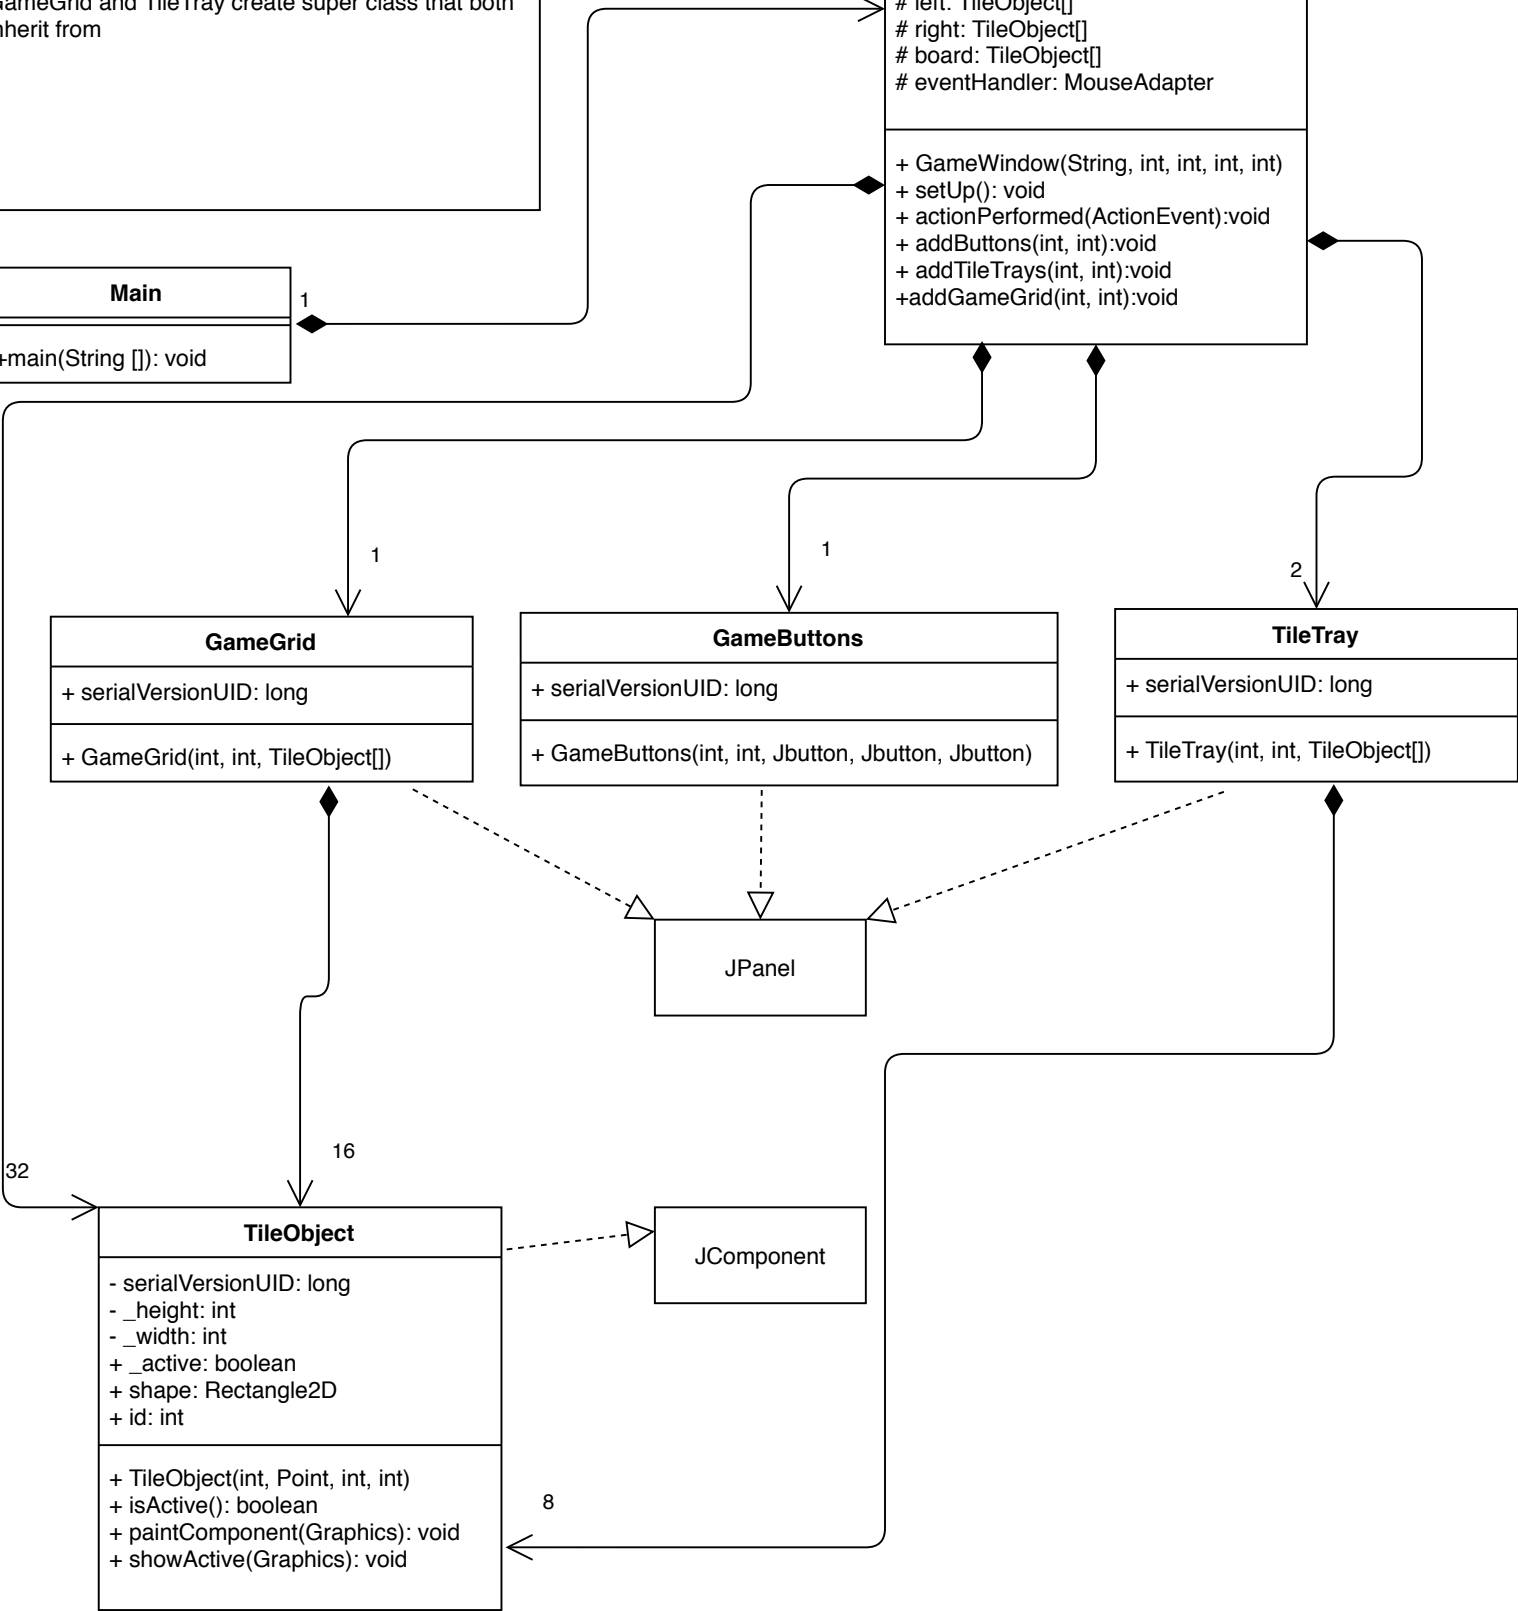 GameGrid and TileTray create super class that both
nherit from
# left: TileObject[]
# right: TileObject[]
# board: TileObject[]
# eventHandler: MouseAdapter
+ GameWindow(String, int, int, int, int)
+ setUp(): void
+ actionPerformed(ActionEvent):void
+ addButtons(int, int):void
+ addTileTrays(int, int):void
+addGameGrid(int, int):void
Main
1
+main(String []): void
1
1
2
GameGrid
+ serialVersionUID: long
+ GameGrid(int, int, TileObject[])
GameButtons
+ serialVersionUID: long
+ GameButtons(int, int, Jbutton, Jbutton, Jbutton)
TileTray
+ serialVersionUID: long
+ TileTray(int, int, TileObject[])
JPanel
16
32
TileObject
- serialVersionUID: long
- _height: int
- _width: int
+ _active: boolean
+ shape: Rectangle2D
+ id: int
+ TileObject(int, Point, int, int)
+ isActive(): boolean
+ paintComponent(Graphics): void
+ showActive(Graphics): void
JComponent
8